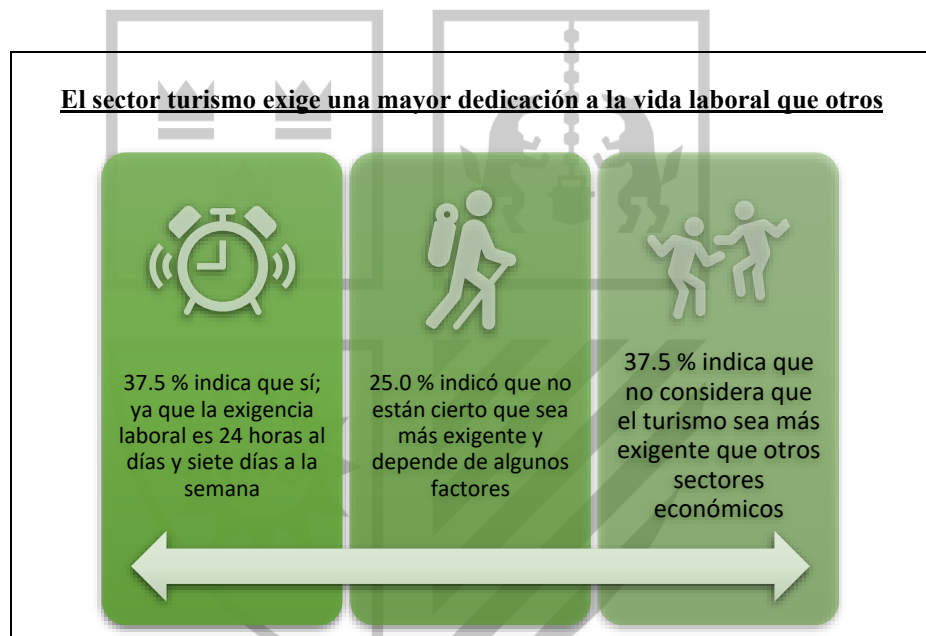 El sector turismo exige una mayor dedicación a la vida laboral que otros
37.5 % indica que sí;
ya que la exigencia
laboral es 24 horas al
días y siete días a la
semana
25.0 % indicó que no
están cierto que sea
más exigente y
depende de algunos
factores
37.5 % indica que
no considera que
el turismo sea más
exigente que otros
sectores
económicos